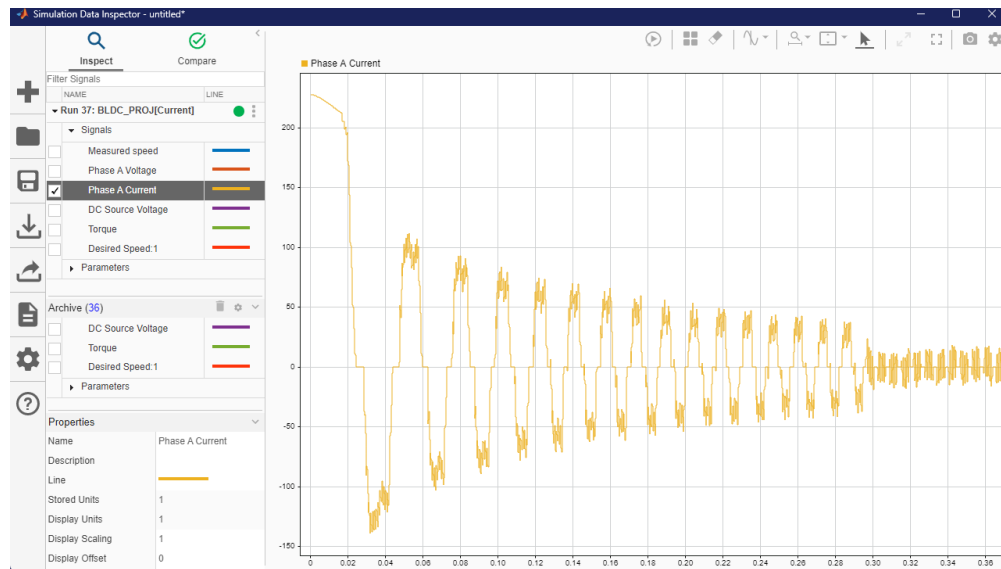 Simulation Data Inspector - untitled*
Inspect
Compare
Filter Signals
NAME LINE
Run 37: BLDC_PROJ[Current]
Signals
Measured speed
Phase A Voltage
Phase A Current
DC Source Voltage
Torque
Desired Speed:1
Parameters
Archive (36)
DC Source Voltage
Torque
Desired Speed:1
Parameters
Properties
Name Phase A Current
Description
Line
Stored Units 1
Display Units 1
Display Scaling 1
Display Offset 0
Phase A Current
200
150
100
50
0
-50
-100
-150
0 0.02 0.04 0.06 0.08 0.10 0.12 0.14 0.16 0.18 0.20 0.22 0.24 0.26 0.28 0.30 0.32 0.34 0.36